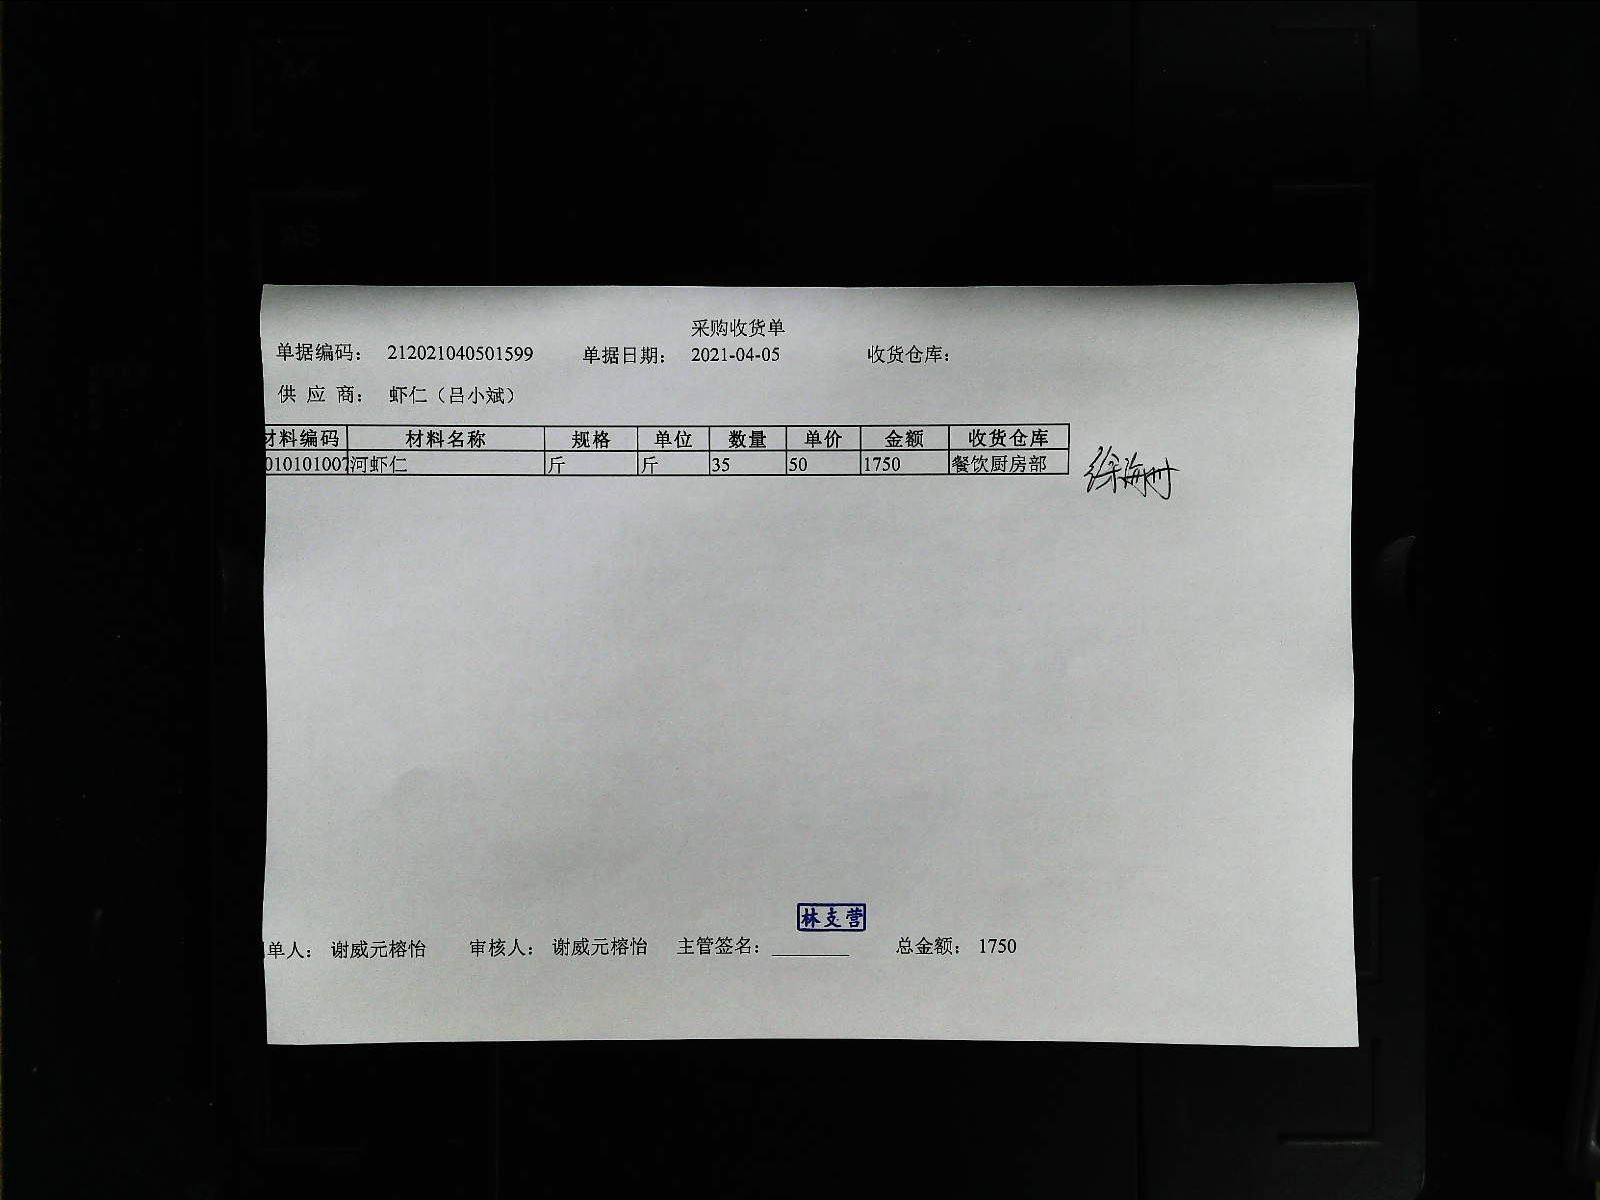 采购收货单
单据编码： 212021040501599 单据日期： 2021-04-05 收货仓库：
供 应 商： 虾仁（吕小斌）
材料编码 材料名称 规格 单位 数量 单价 金额 收货仓库
010101007 河虾仁 斤 斤 35 50 1750 餐饮厨房部
林支营
单人： 谢威元榕怡 审核人： 谢威元榕怡 主管签名： ________ 总金额： 1750